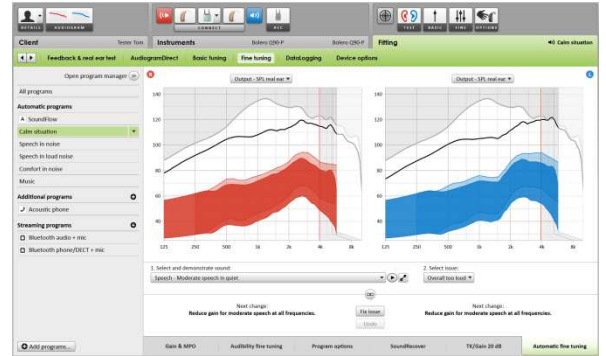 DETAILS AUDIOGRAM
CONNECT
REC
TEST BASIC FINE OPTIONS
Client Tester Tom
Instruments Bolero Q90-P Bolero Q90-P
Fitting Calm situation
Feedback & real ear test AudiogramDirect Basic tuning Fine tuning DataLogging Device options
Open program manager
All programs
Automatic programs
A SoundFlow
Calm situation
Speech in noise
Speech in loud noise
Comfort in noise
Music
Additional programs
Acoustic phone
Streaming programs
Bluetooth audio + mic
Bluetooth phone/DECT + mic
Add programs...
R
Output - SPL real ear
140
120
100
80
60
40
125 250 500 1k 2k 4k 8k
L
Output - SPL real ear
140
120
100
80
60
40
125 250 500 1k 2k 4k 8k
1. Select and demonstrate sound:
Speech - Moderate speech in quiet
2. Select issue:
Overall too loud
Next change:
Reduce gain for moderate speech at all frequencies.
Fix issue
Undo
Next change:
Reduce gain for moderate speech at all frequencies.
Gain & MPO Audibility fine tuning Program options SoundRecover TK/Gain 20 dB Automatic fine tuning